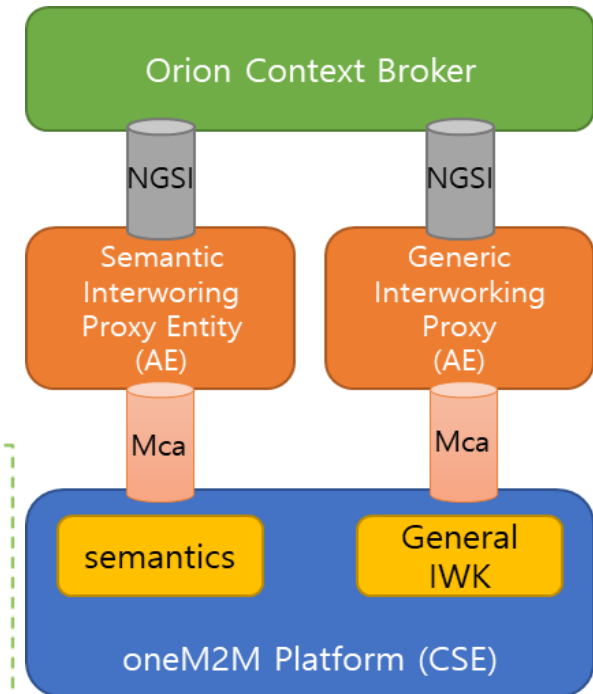 Orion Context Broker
NGSI
NGSI
Semantic
Interworing
Proxy Entity
(AE)
Generic
Interworking
Proxy
(AE)
Mca
Mca
semantics
General
IWK
oneM2M Platform (CSE)